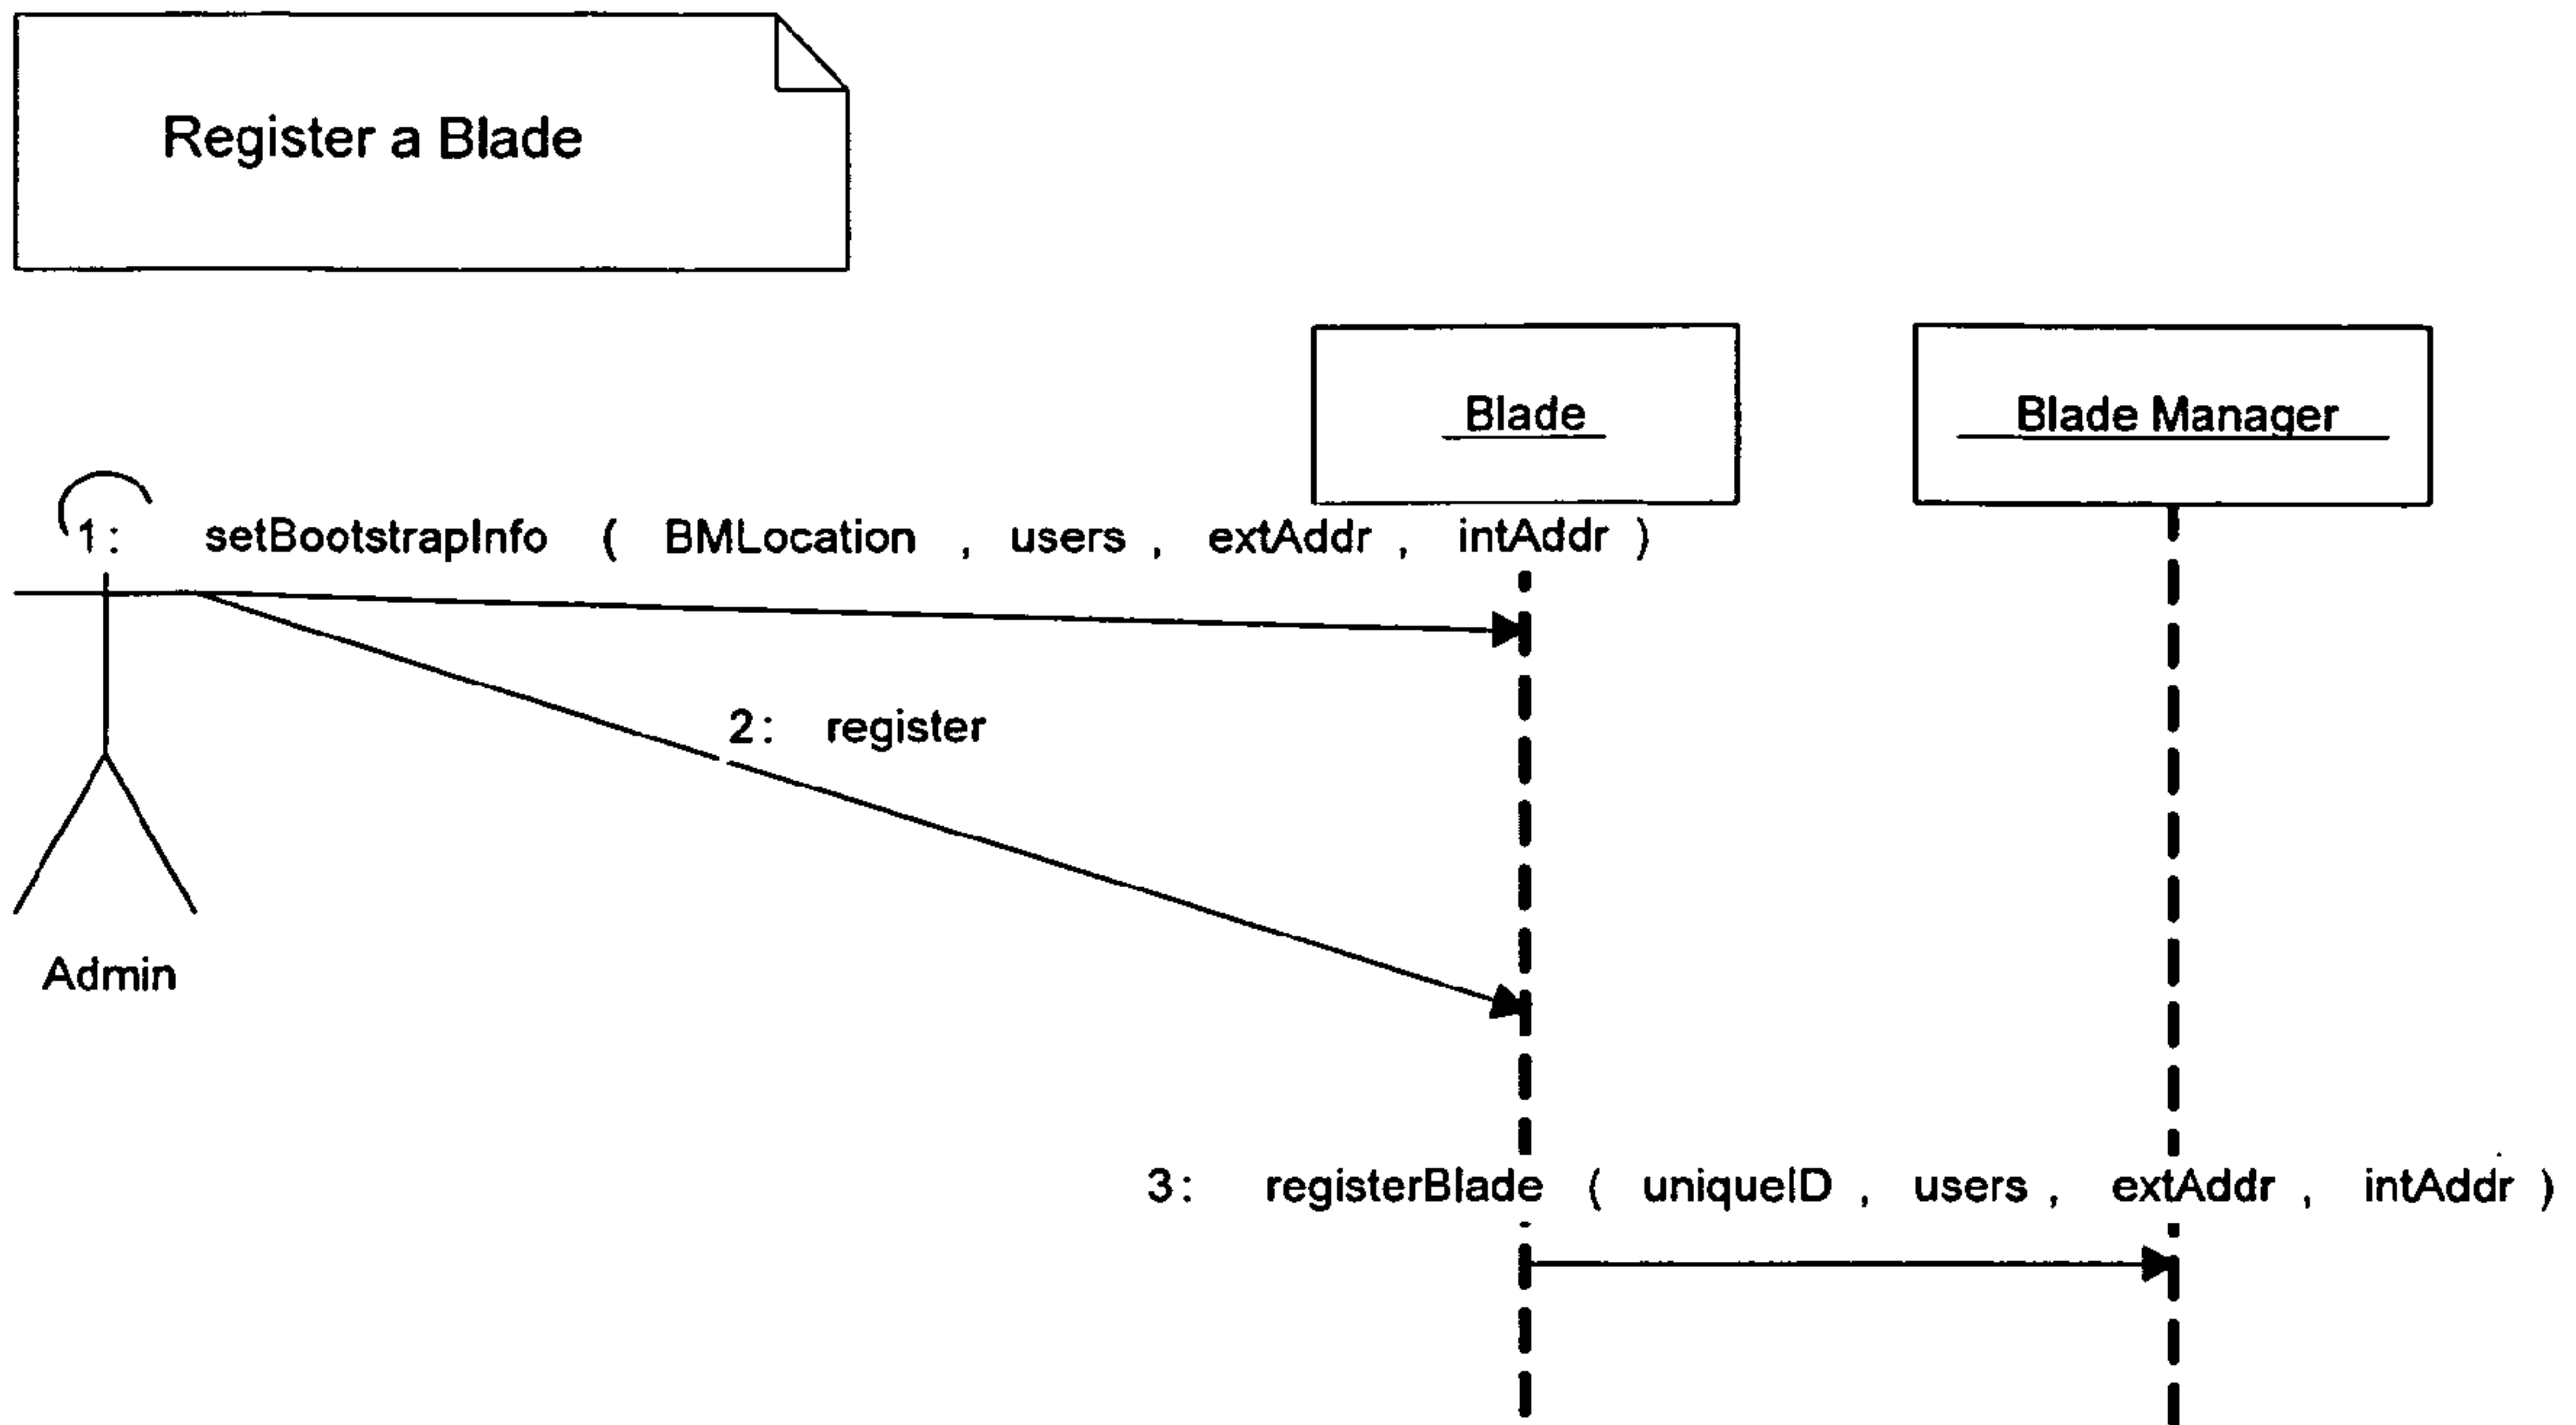 Register a Blade
Blade
Blade Manager
1: setBootstrapInfo ( BMLocation , users , extAddr , intAddr )
2: register
Admin
3: registerBlade ( uniqueID , users , extAddr , intAddr )